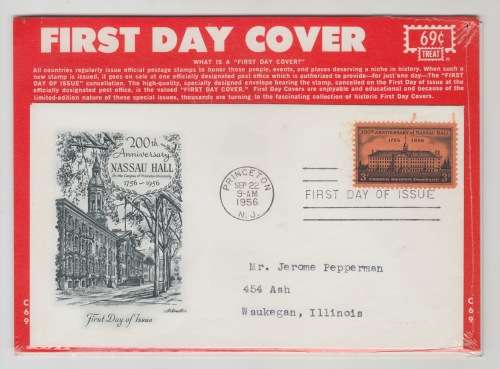 FIRST DAY COVER
69¢
TREAT
WHAT IS A "FIRST DAY COVER?"
All countries regularly issue official postage stamps to honor those people, events, and places deserving a niche in history. When such a
new stamp is issued, it goes on sale at one officially designated post office which is authorized to provide—for just one day—The "FIRST
DAY OF ISSUE" cancellation. The high-quality, specially designed envelope bearing the stamp, cancelled on the First Day of issue at the
officially designated post office, is the valued "FIRST DAY COVER." First Day Covers are enjoyable and educational and because of the
limited-edition nature of these special issues, thousands are turning to the fascinating collection of historic First Day Covers.
200th
Anniversary
NASSAU HALL
On the Campus of Princeton University
1756 - 1956
First Day of Issue
PRINCETON
SEP 22
9-AM
1956
N. J.
200TH ANNIVERSARY OF NASSAU HALL
1756 1956
3¢
FIRST DAY OF ISSUE
Mr. Jerome Pepperman
454 Ash
Waukegan, Illinois
C69
C69